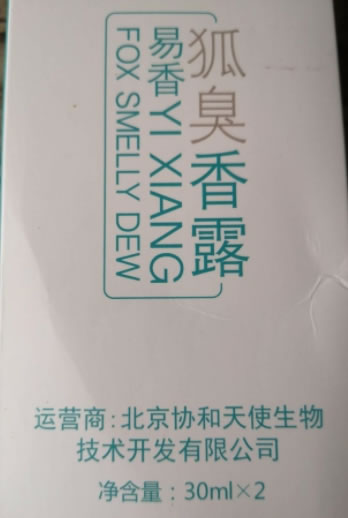 狐臭香露
易香YI XIANG
FOX SMELLY DEW
运营商:北京协和天使生物
技术开发有限公司
净含量:30ml×2